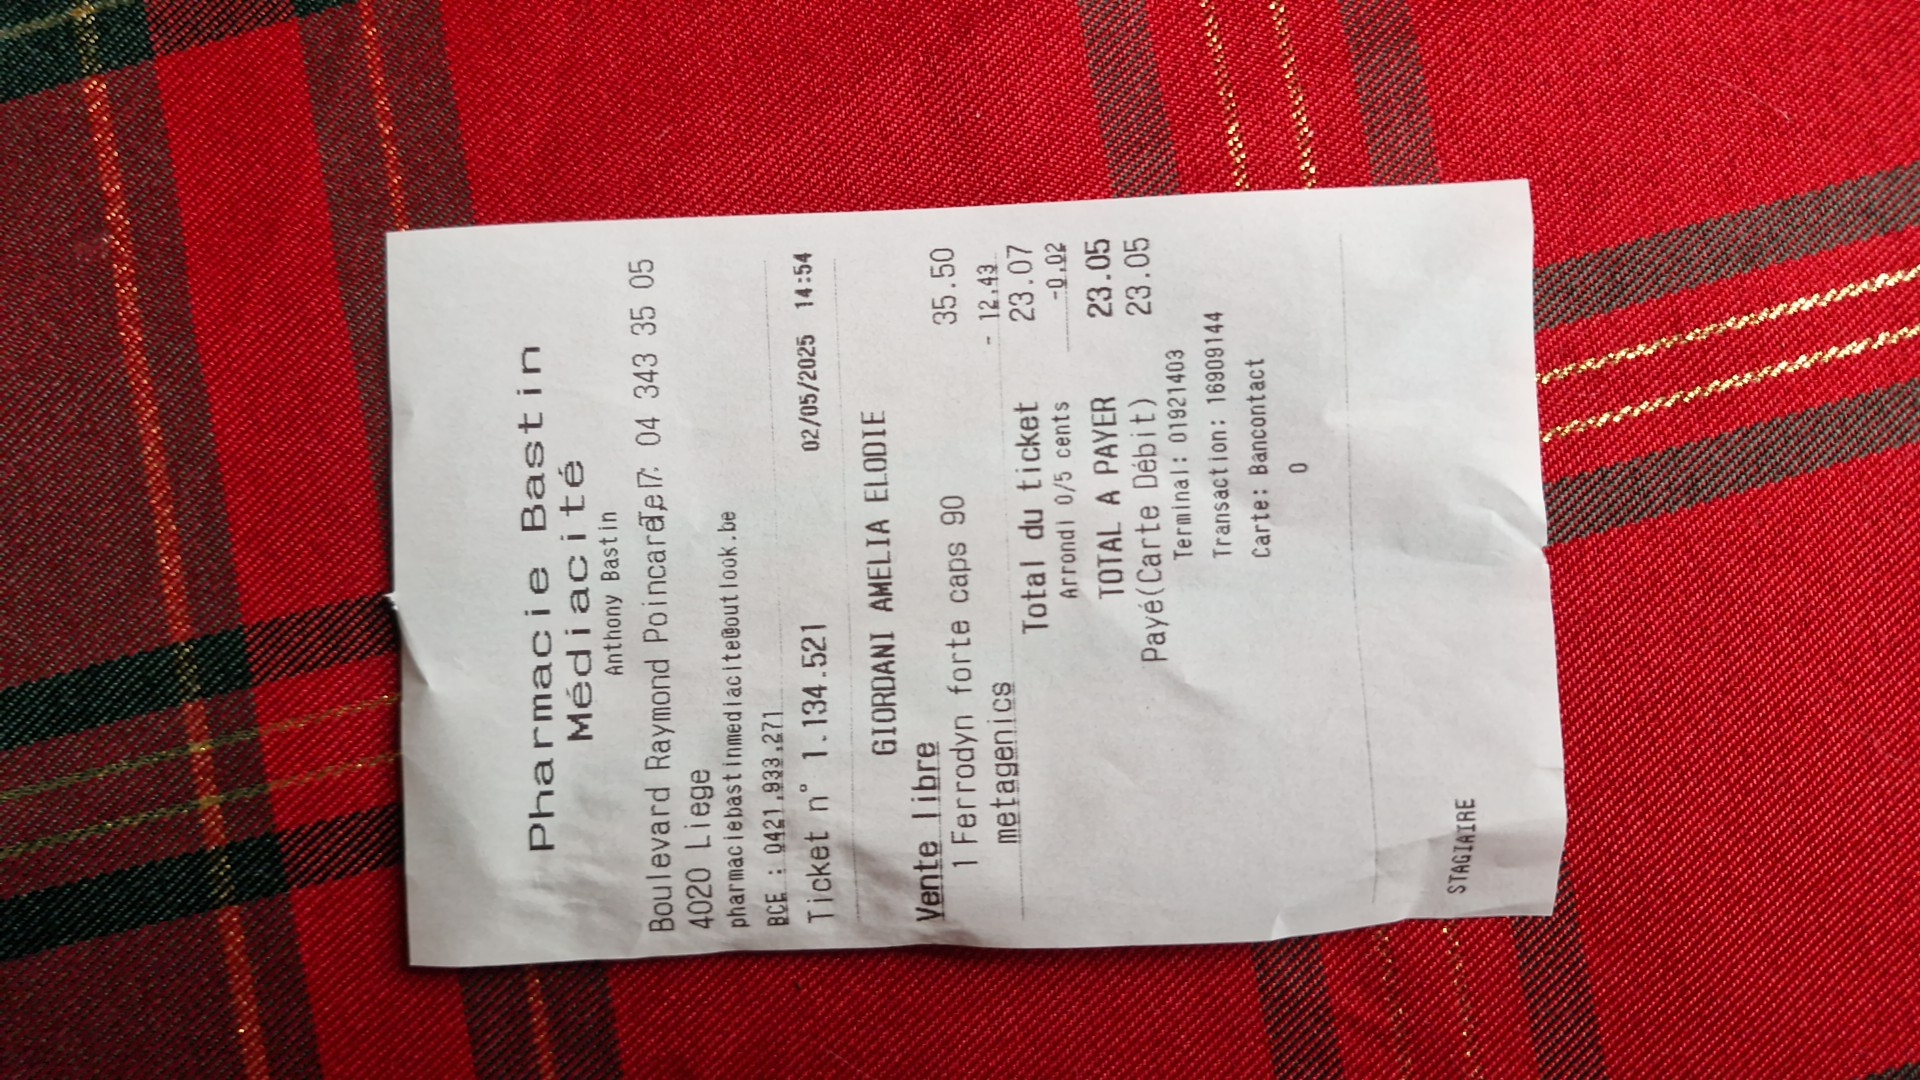 Pharmacie Bastin
Médiacité
Anthony Bastin
Boulevard Raymond Poincaré, 7 Tel : 04 343 35 05
4020 Liege
pharmaciebastinmediacite@outlook.be
BCE : 0421.933.271
Ticket n° 1.134.521 02/05/2025 14:54
GIORDANI AMELIA ELODIE
Vente libre
1 Ferrodyn forte caps 90 35.50
metagenics - 12.43
Total du ticket 23.07
Arrondi 0/5 cents -0.02
TOTAL A PAYER 23.05
Payé(Carte Débit) 23.05
Terminal: 01921403
Transaction: 16909144
Carte: Bancontact
0
STAGIAIRE